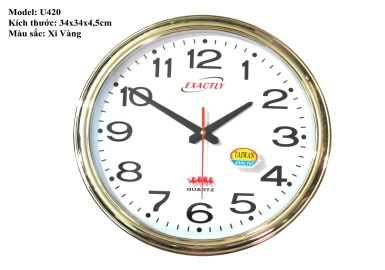 Model: U420
Kích thước: 34x34x4,5cm
Màu sắc: Xi Vàng
12
11
1
EXACTLY
10
2
9
3
TAIWAN
8
4
QUARTZ
7
5
6